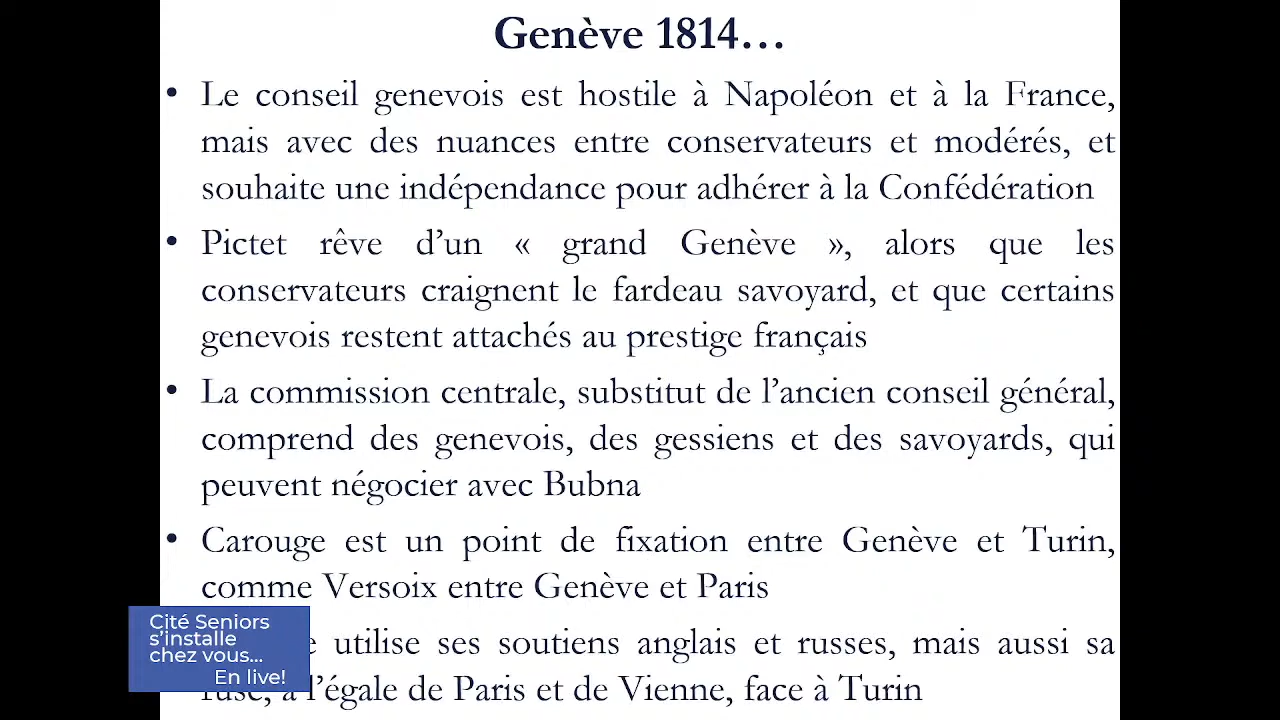 Genève 1814…
• Le conseil genevois est hostile à Napoléon et à la France,
mais avec des nuances entre conservateurs et modérés, et
souhaite une indépendance pour adhérer à la Confédération
• Pictet rêve d’un « grand Genève », alors que les
conservateurs craignent le fardeau savoyard, et que certains
genevois restent attachés au prestige français
• La commission centrale, substitut de l’ancien conseil général,
comprend des genevois, des gessiens et des savoyards, qui
peuvent négocier avec Bubna
• Carouge est un point de fixation entre Genève et Turin,
comme Versoix entre Genève et Paris
utilise ses soutiens anglais et russes, mais aussi sa
à l’égale de Paris et de Vienne, face à Turin
Cité Seniors
s’installe
chez vous...
En live!